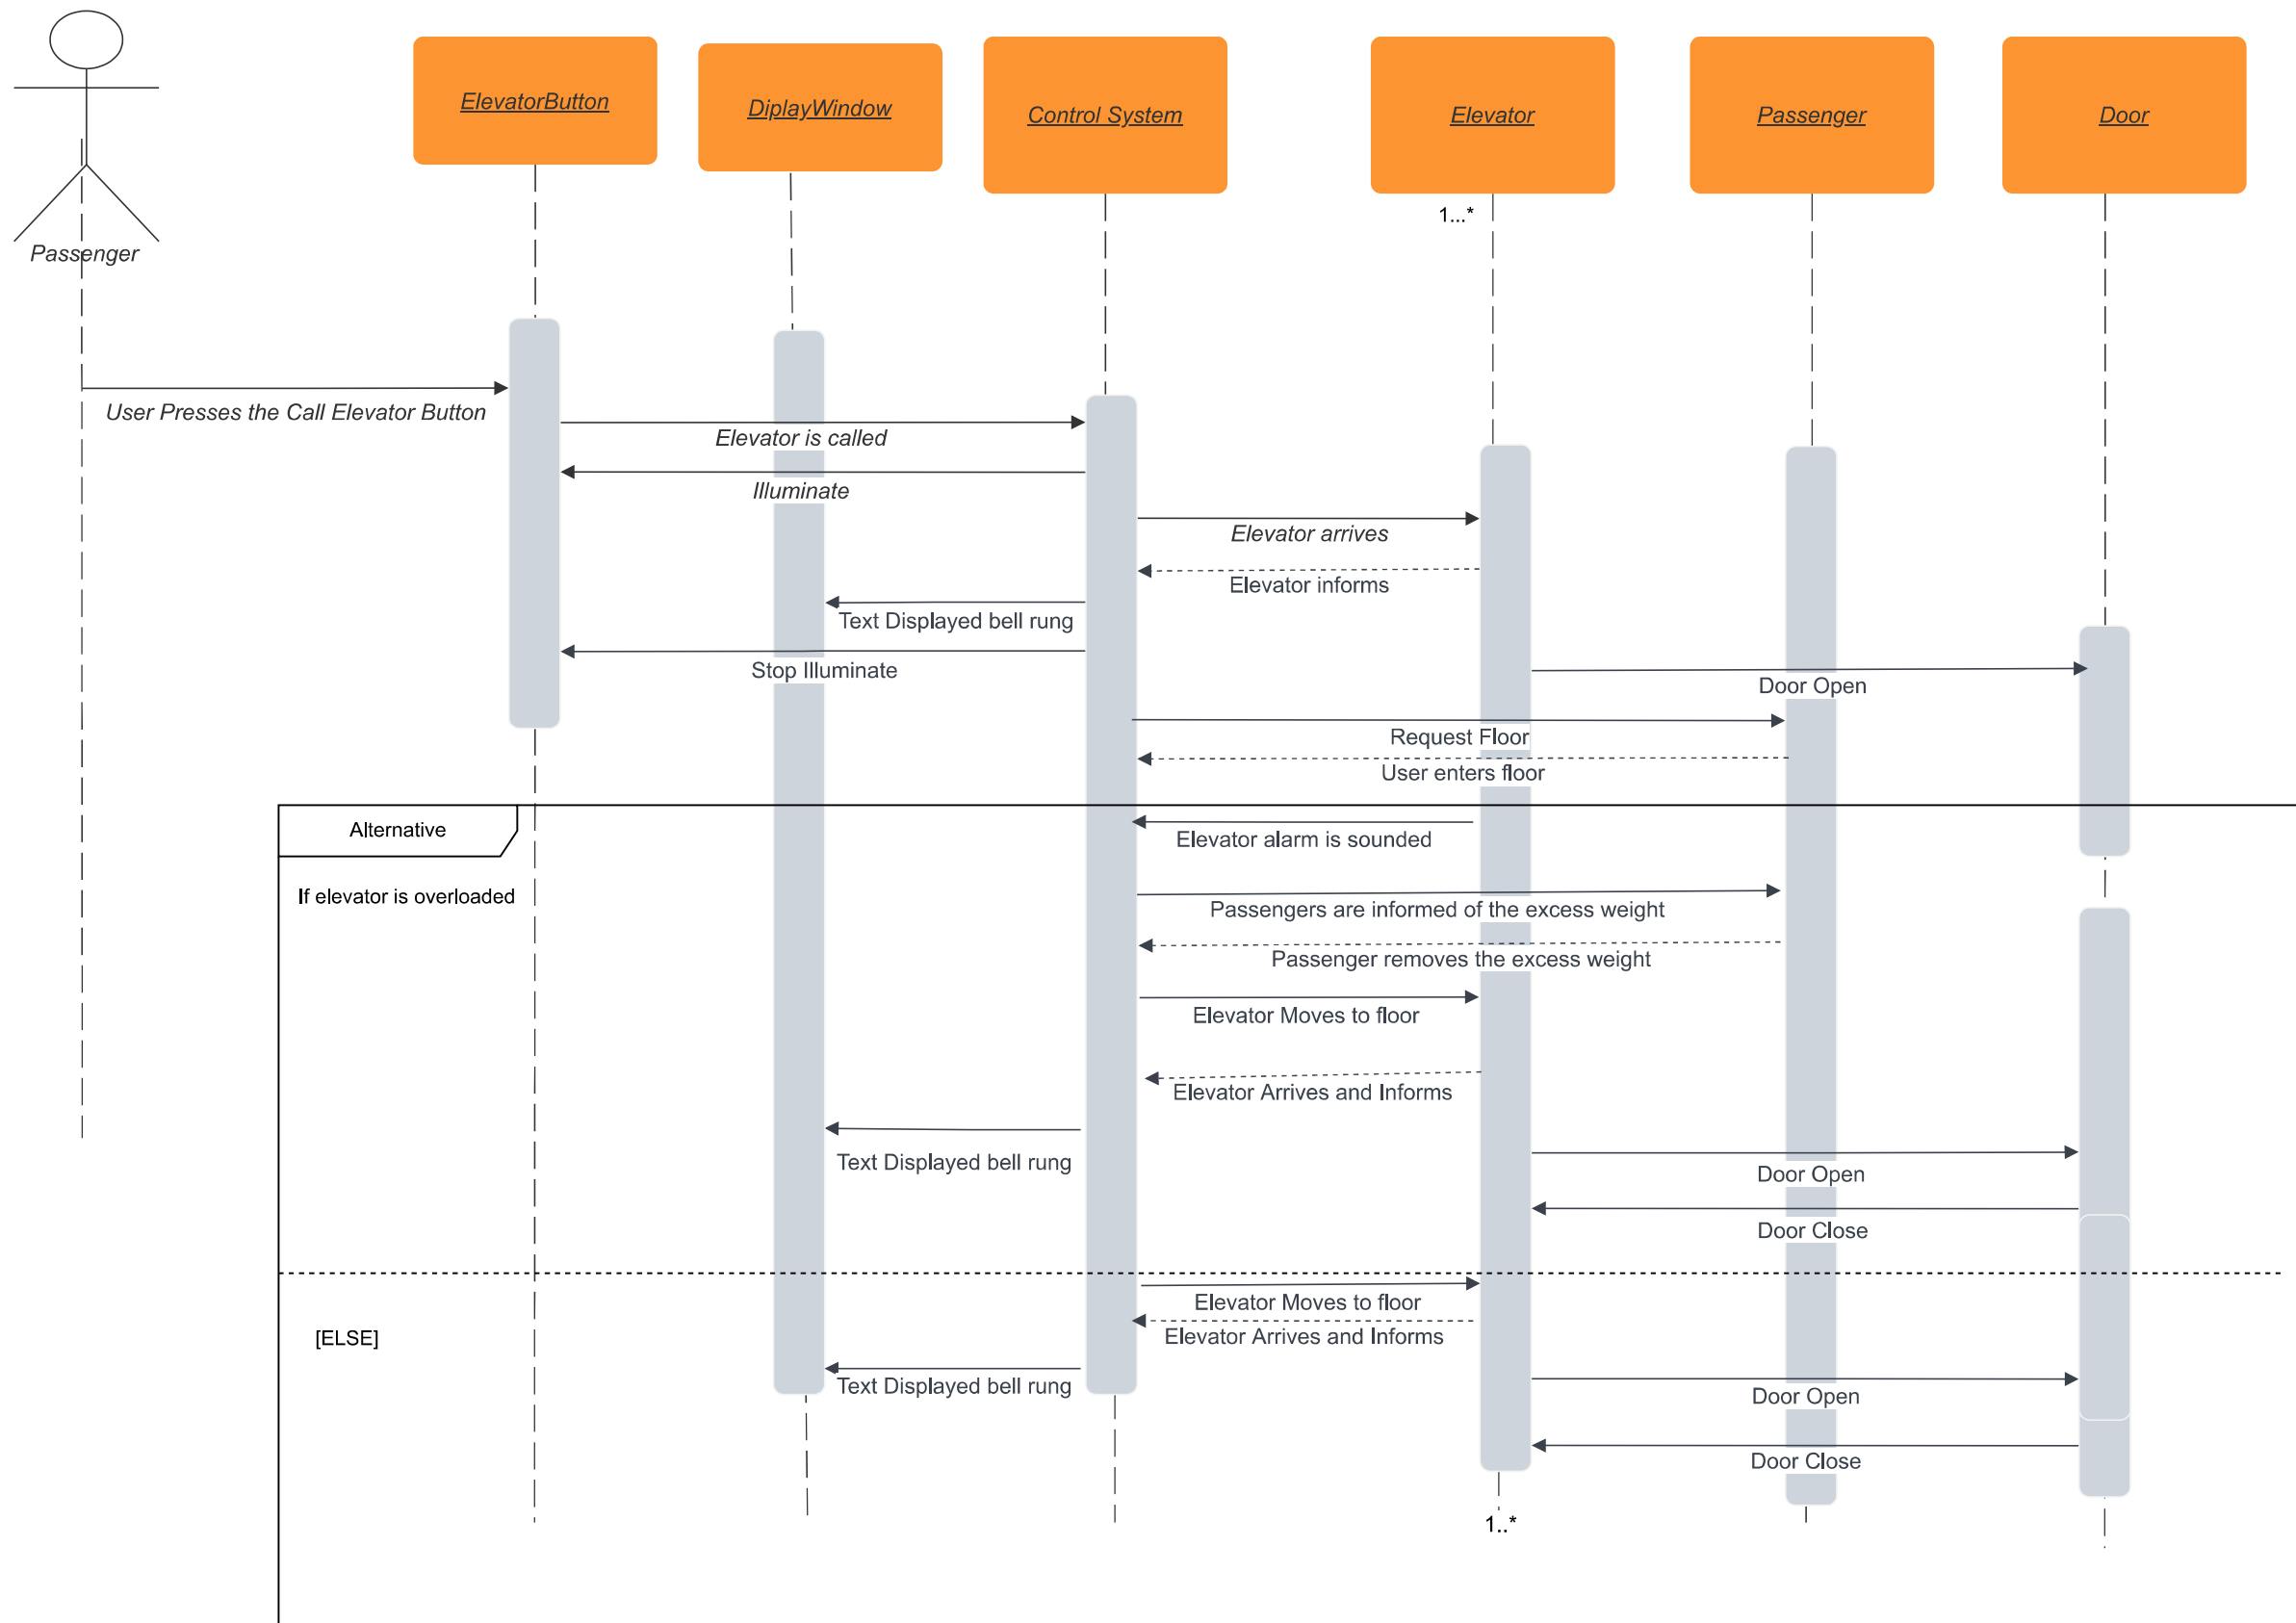 ElevatorButton
DiplayWindow
Control System
Elevator
Passenger
Door
1...*
Passenger
User Presses the Call Elevator Button
Elevator is called
Illuminate
Elevator arrives
Elevator informs
Text Displayed bell rung
Stop Illuminate
Door Open
Request Floor
User enters floor
Alternative
Elevator alarm is sounded
If elevator is overloaded
Passengers are informed of the excess weight
Passenger removes the excess weight
Elevator Moves to floor
Elevator Arrives and Informs
Text Displayed bell rung
Door Open
Door Close
Elevator Moves to floor
[ELSE]
Elevator Arrives and Informs
Text Displayed bell rung
Door Open
Door Close
1..*